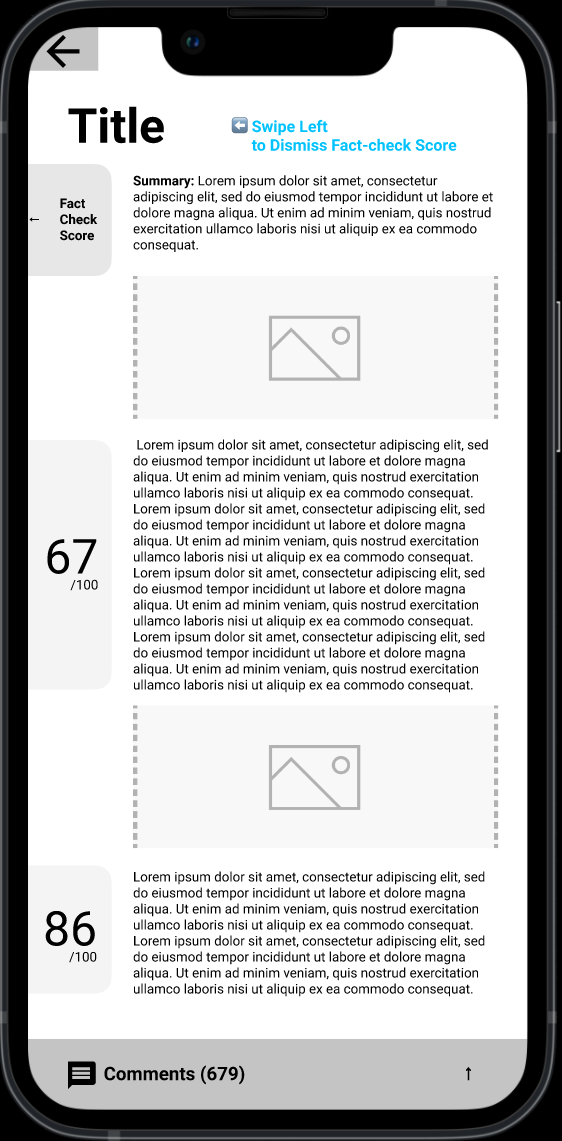 Title
⬅️ Swipe Left
to Dismiss Fact-check Score
← Fact
Check
Score
Summary: Lorem ipsum dolor sit amet, consectetur
adipiscing elit, sed do eiusmod tempor incididunt ut labore et
dolore magna aliqua. Ut enim ad minim veniam, quis nostrud
exercitation ullamco laboris nisi ut aliquip ex ea commodo
consequat.
67
/100
Lorem ipsum dolor sit amet, consectetur adipiscing elit, sed
do eiusmod tempor incididunt ut labore et dolore magna
aliqua. Ut enim ad minim veniam, quis nostrud exercitation
ullamco laboris nisi ut aliquip ex ea commodo consequat.
Lorem ipsum dolor sit amet, consectetur adipiscing elit, sed
do eiusmod tempor incididunt ut labore et dolore magna
aliqua. Ut enim ad minim veniam, quis nostrud exercitation
ullamco laboris nisi ut aliquip ex ea commodo consequat.
Lorem ipsum dolor sit amet, consectetur adipiscing elit, sed
do eiusmod tempor incididunt ut labore et dolore magna
aliqua. Ut enim ad minim veniam, quis nostrud exercitation
ullamco laboris nisi ut aliquip ex ea commodo consequat.
Lorem ipsum dolor sit amet, consectetur adipiscing elit, sed
do eiusmod tempor incididunt ut labore et dolore magna
aliqua. Ut enim ad minim veniam, quis nostrud exercitation
ullamco laboris nisi ut aliquip ex ea commodo consequat.
86
/100
Lorem ipsum dolor sit amet, consectetur adipiscing elit, sed
do eiusmod tempor incididunt ut labore et dolore magna
aliqua. Ut enim ad minim veniam, quis nostrud exercitation
ullamco laboris nisi ut aliquip ex ea commodo consequat.
Lorem ipsum dolor sit amet, consectetur adipiscing elit, sed
do eiusmod tempor incididunt ut labore et dolore magna
aliqua. Ut enim ad minim veniam, quis nostrud exercitation
ullamco laboris nisi ut aliquip ex ea commodo consequat.
Comments (679) ↑